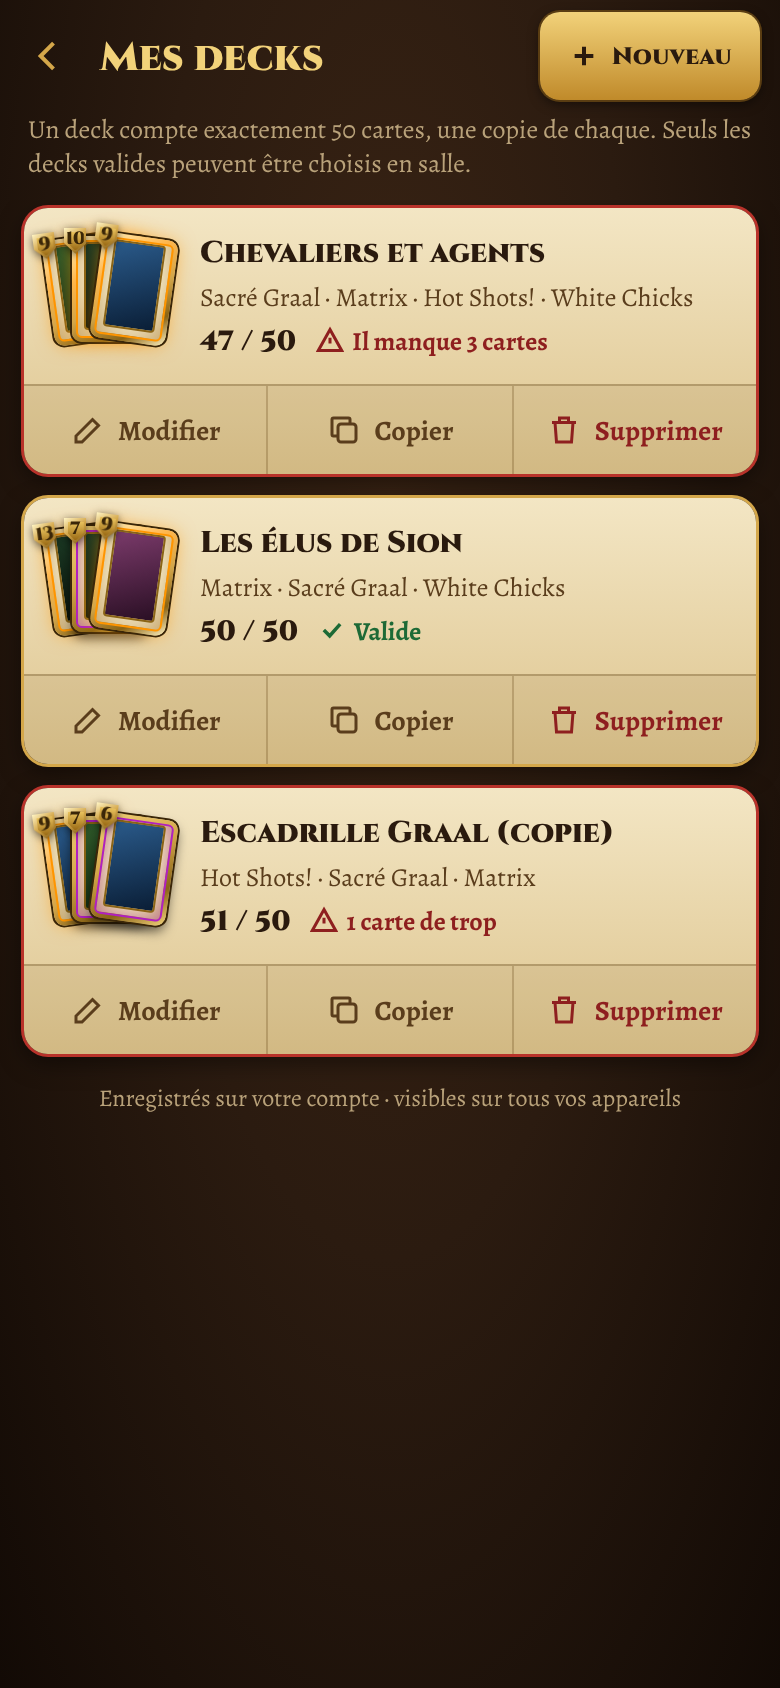 Mes decks
+ Nouveau
Un deck compte exactement 50 cartes, une copie de chaque. Seuls les
decks valides peuvent être choisis en salle.
9 10 9
Chevaliers et agents
Sacré Graal · Matrix · Hot Shots! · White Chicks
47 / 50 Il manque 3 cartes
Modifier Copier Supprimer
13 7 9
Les élus de Sion
Matrix · Sacré Graal · White Chicks
50 / 50 Valide
Modifier Copier Supprimer
9 7 6
Escadrille Graal (copie)
Hot Shots! · Sacré Graal · Matrix
51 / 50 1 carte de trop
Modifier Copier Supprimer
Enregistrés sur votre compte · visibles sur tous vos appareils